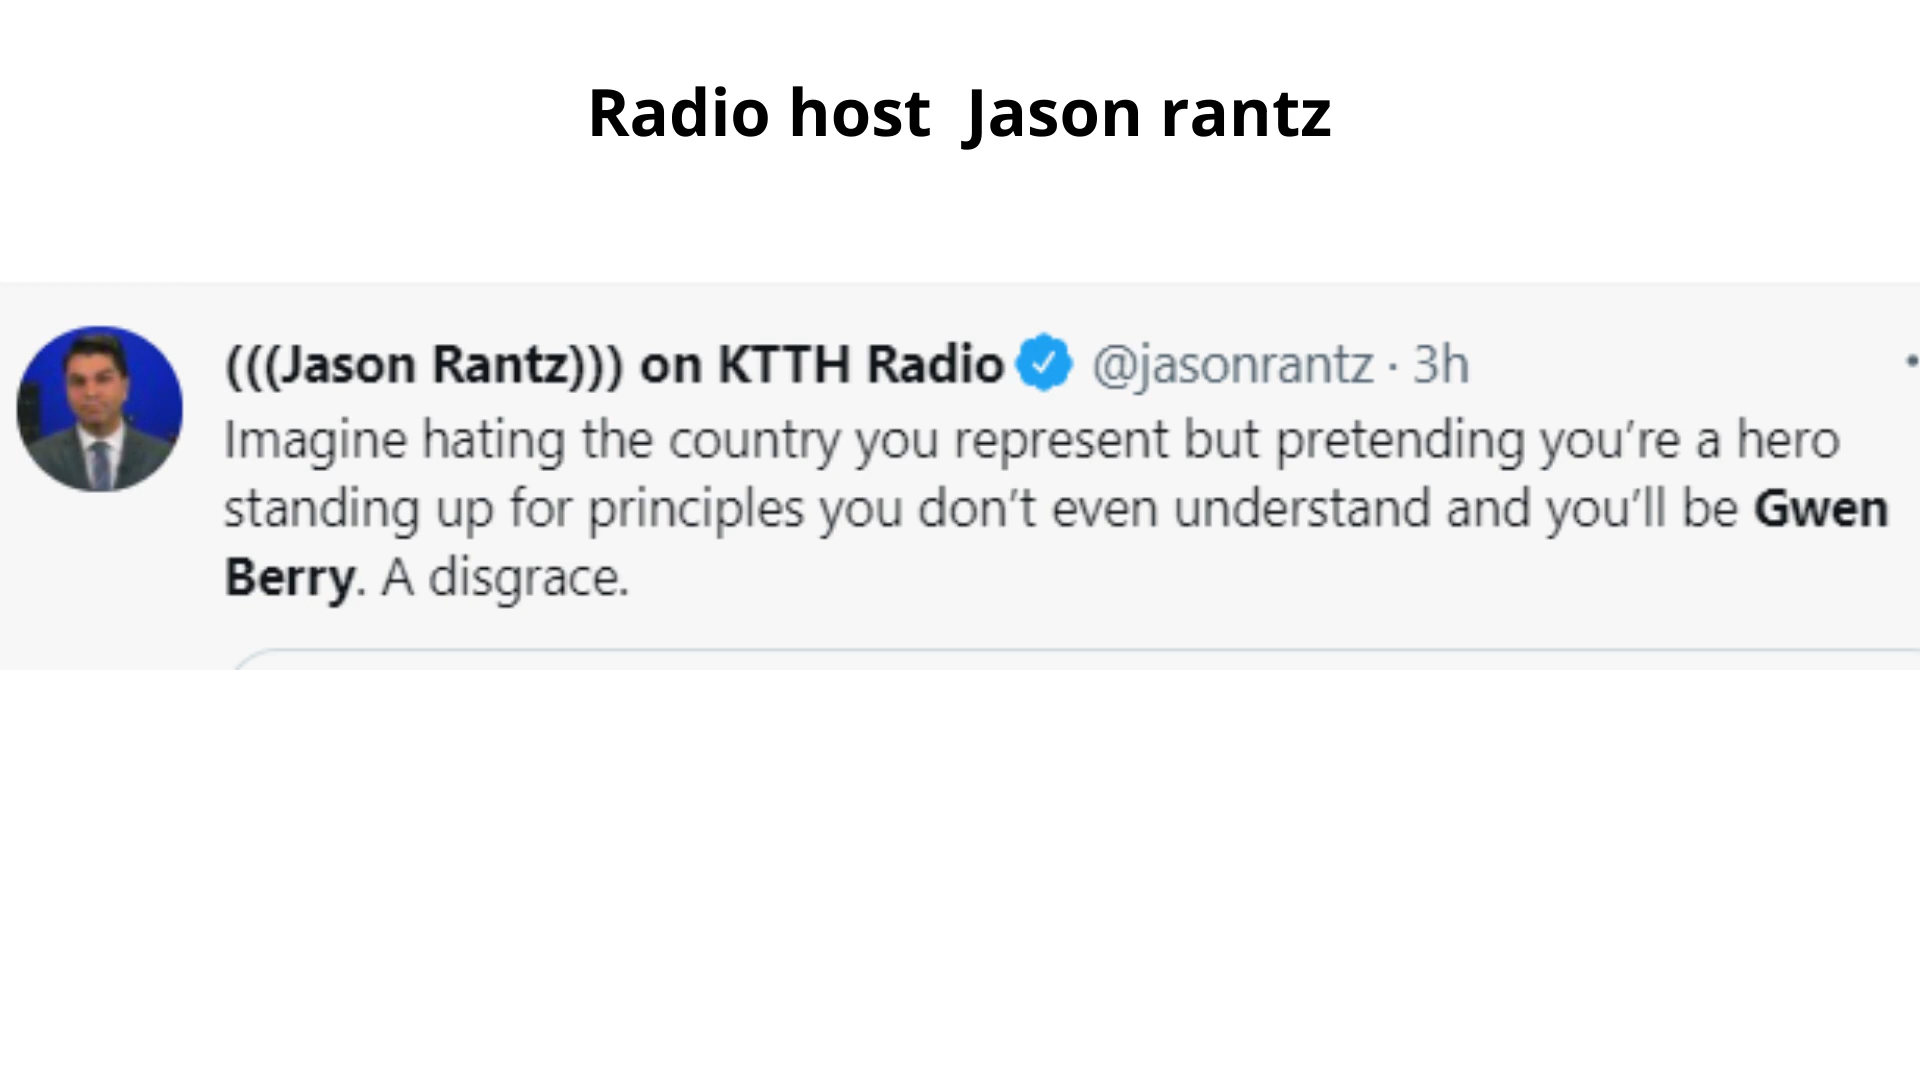 Radio host  Jason rantz
(((Jason Rantz))) on KTTH Radio @jasonrantz · 3h
Imagine hating the country you represent but pretending you’re a hero
standing up for principles you don’t even understand and you’ll be Gwen
Berry. A disgrace.